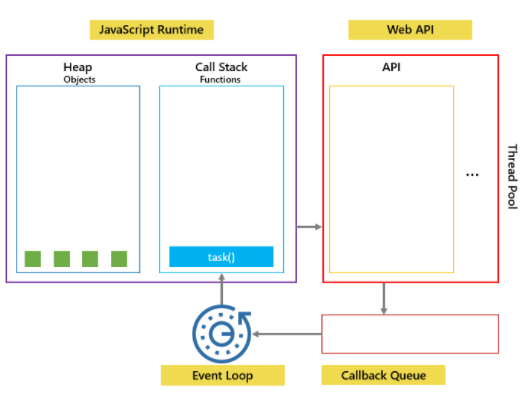 JavaScript Runtime
Web API
Heap
Objects
Call Stack
Functions
API
...
Thread Pool
task()
Event Loop
Callback Queue